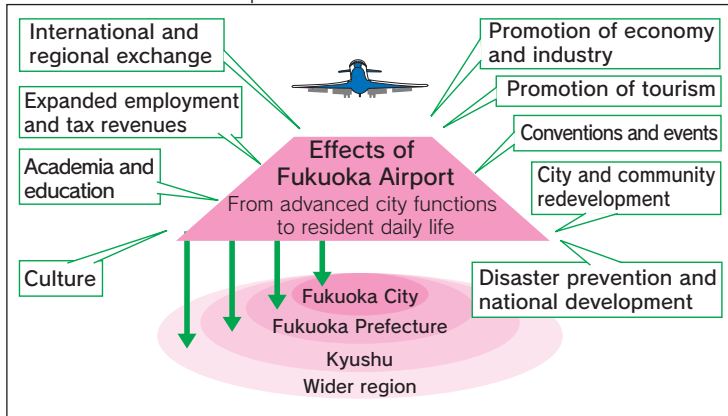 International and
regional exchange
Expanded employment
and tax revenues
Academia and
education
Culture
Promotion of economy
and industry
Promotion of tourism
Conventions and events
City and community
redevelopment
Disaster prevention and
national development
Effects of
Fukuoka Airport
From advanced city functions
to resident daily life
Fukuoka City
Fukuoka Prefecture
Kyushu
Wider region